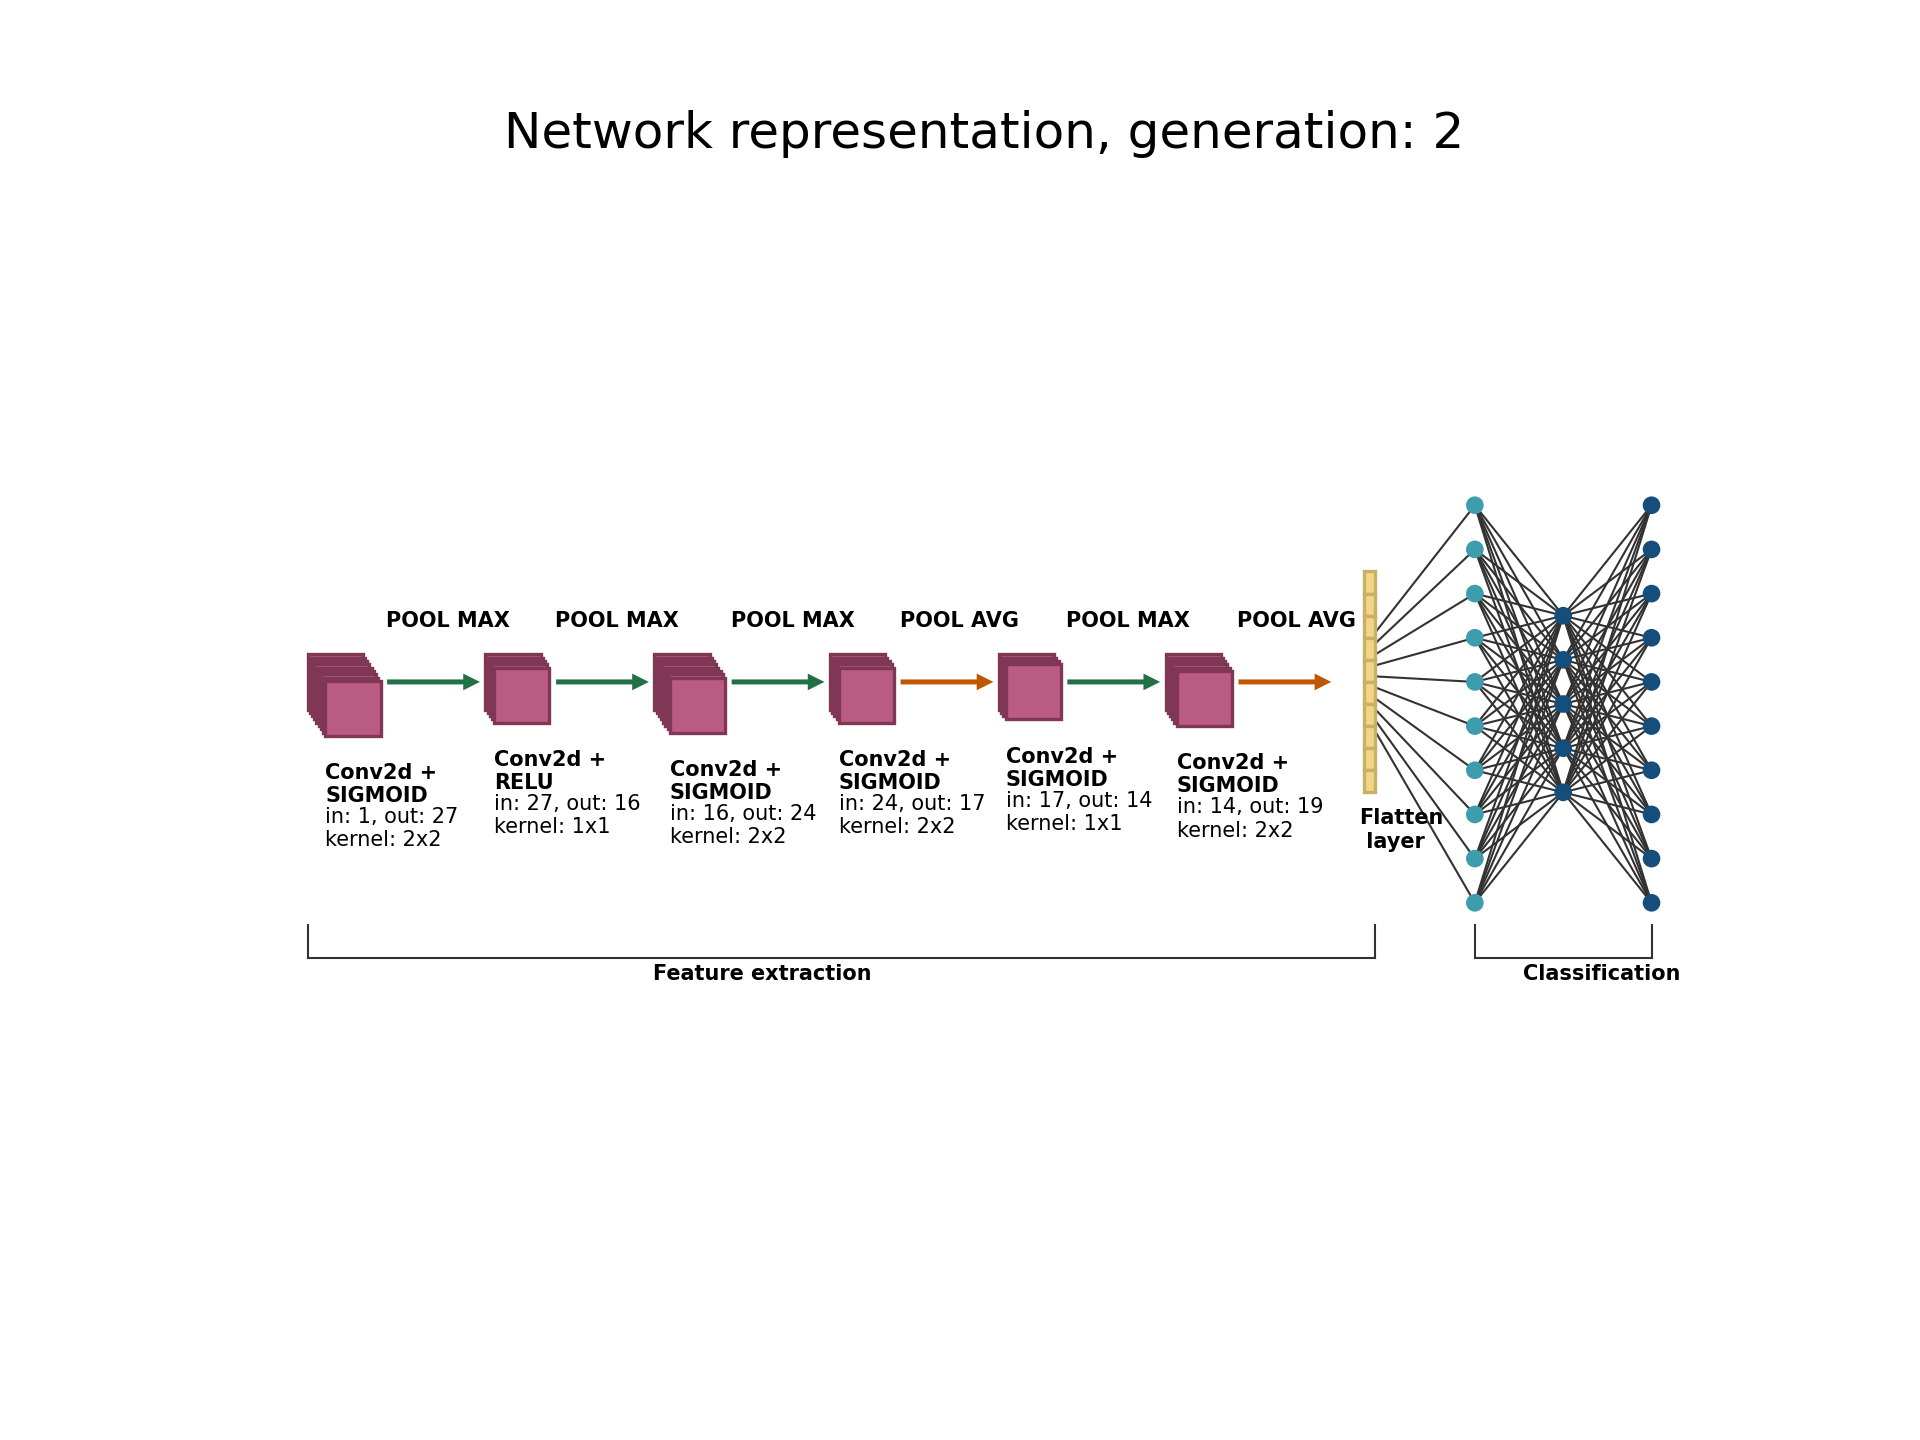 Network representation, generation: 2
POOL MAX
POOL MAX
POOL MAX
POOL AVG
POOL MAX
POOL AVG
Conv2d +
SIGMOID
in: 1, out: 27
kernel: 2x2
Conv2d +
RELU
in: 27, out: 16
kernel: 1x1
Conv2d +
SIGMOID
in: 16, out: 24
kernel: 2x2
Conv2d +
SIGMOID
in: 24, out: 17
kernel: 2x2
Conv2d +
SIGMOID
in: 17, out: 14
kernel: 1x1
Conv2d +
SIGMOID
in: 14, out: 19
kernel: 2x2
Flatten
layer
Feature extraction
Classification